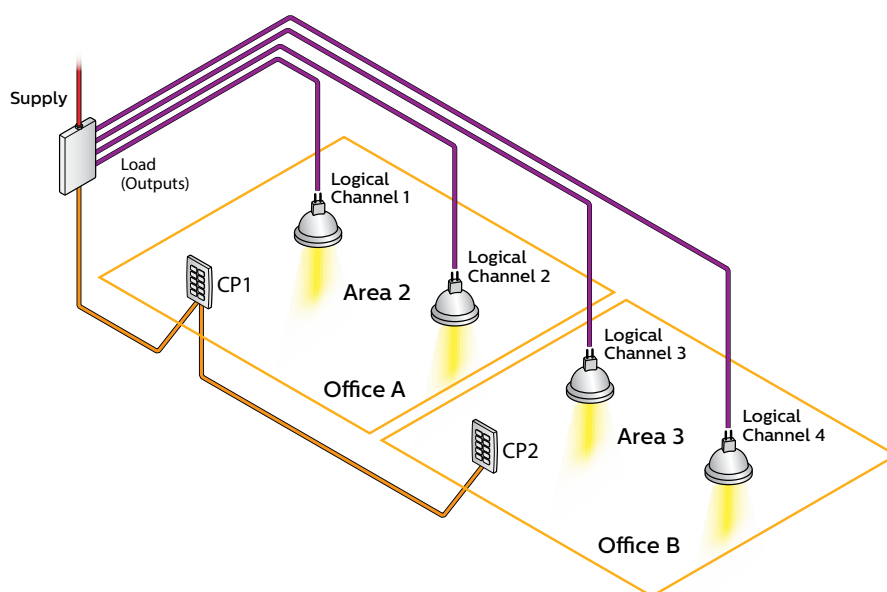 Supply
Load
(Outputs)
Logical
Channel 1
Logical
Channel 2
CP1
Area 2
Office A
Logical
Channel 3
Logical
Channel 4
CP2
Area 3
Office B